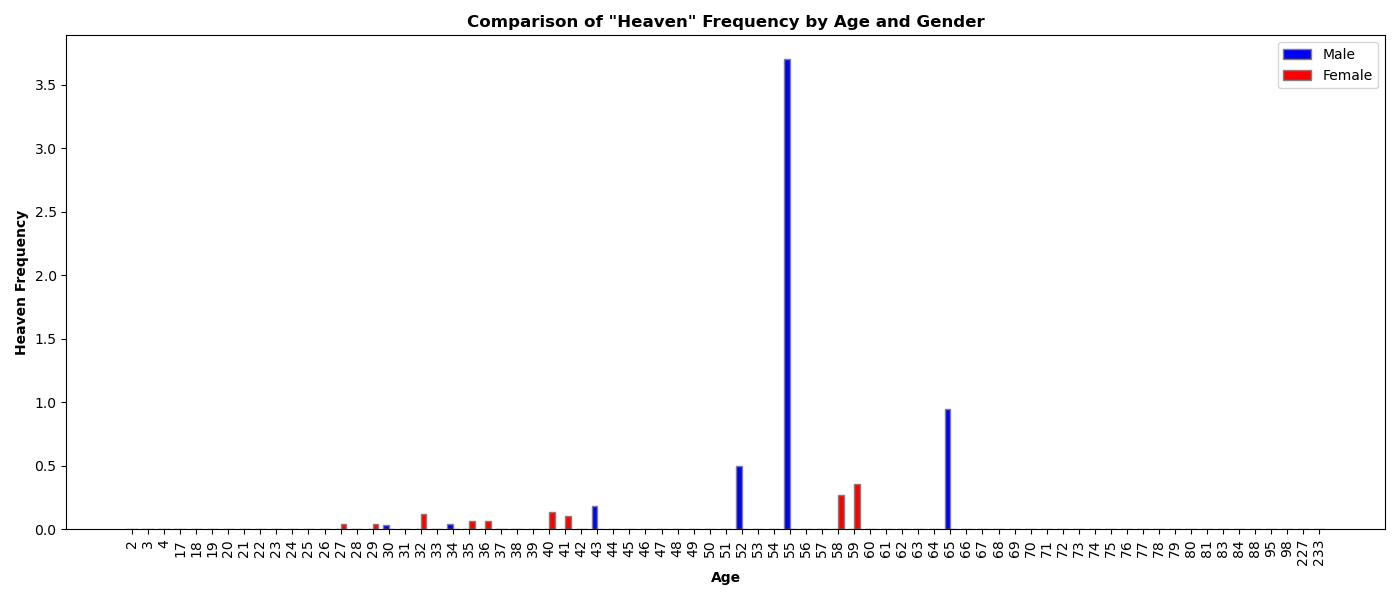 Comparison of "Heaven" Frequency by Age and Gender
Male
Female
3.5
3.0
2.5
2.0
1.5
1.0
0.5
0.0
Heaven Frequency
2 3 4 17 18 19 20 21 22 23 24 25 26 27 28 29 30 31 32 33 34 35 36 37 38 39 40 41 42 43 44 45 46 47 48 49 50 51 52 53 54 55 56 57 58 59 60 61 62 63 64 65 66 67 68 69 70 71 72 73 74 75 76 77 78 79 80 81 83 84 88 95 98 227 233
Age